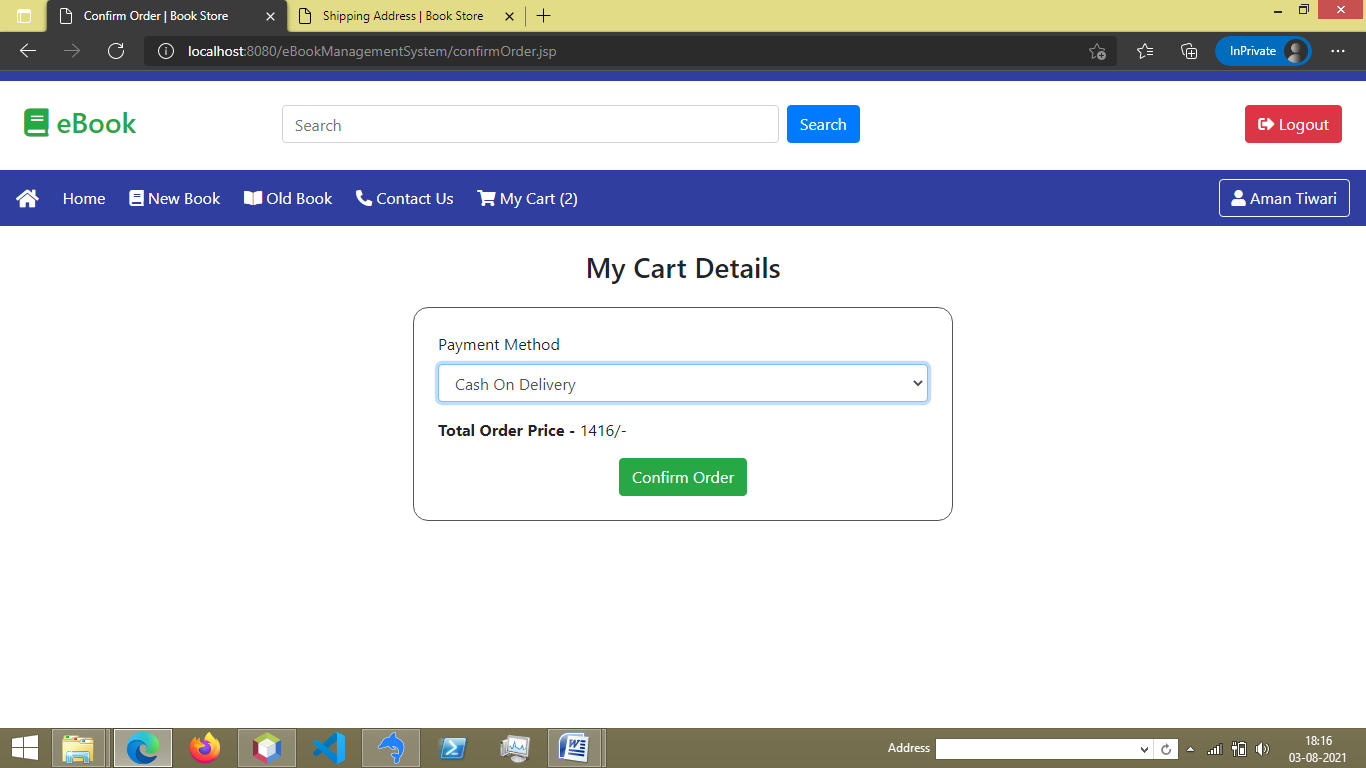 Confirm Order | Book Store
Shipping Address | Book Store
localhost:8080/eBookManagementSystem/confirmOrder.jsp
InPrivate
eBook
Search
Search
Logout
Home
New Book
Old Book
Contact Us
My Cart (2)
Aman Tiwari
My Cart Details
Payment Method
Cash On Delivery
Total Order Price - 1416/-
Confirm Order
Address
18:16
03-08-2021